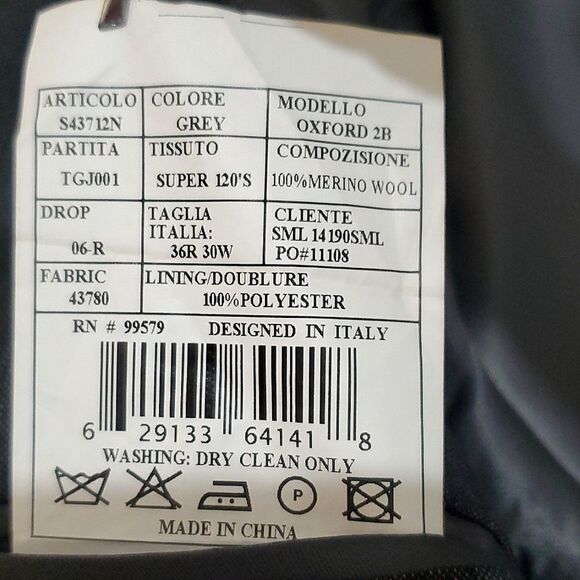 ARTICOLO COLORE MODELLO
S43712N GREY OXFORD 2B
PARTITA TISSUTO COMPOZISIONE
TGJ001 SUPER 120'S 100%MERINO WOOL
DROP TAGLIA CLIENTE
ITALIA: SML 14190SML
06-R 36R 30W PO#11108
FABRIC LINING/DOUBLURE
43780 100%POLYESTER
RN # 99579 DESIGNED IN ITALY
6 29133 64141 8
WASHING: DRY CLEAN ONLY
P
MADE IN CHINA